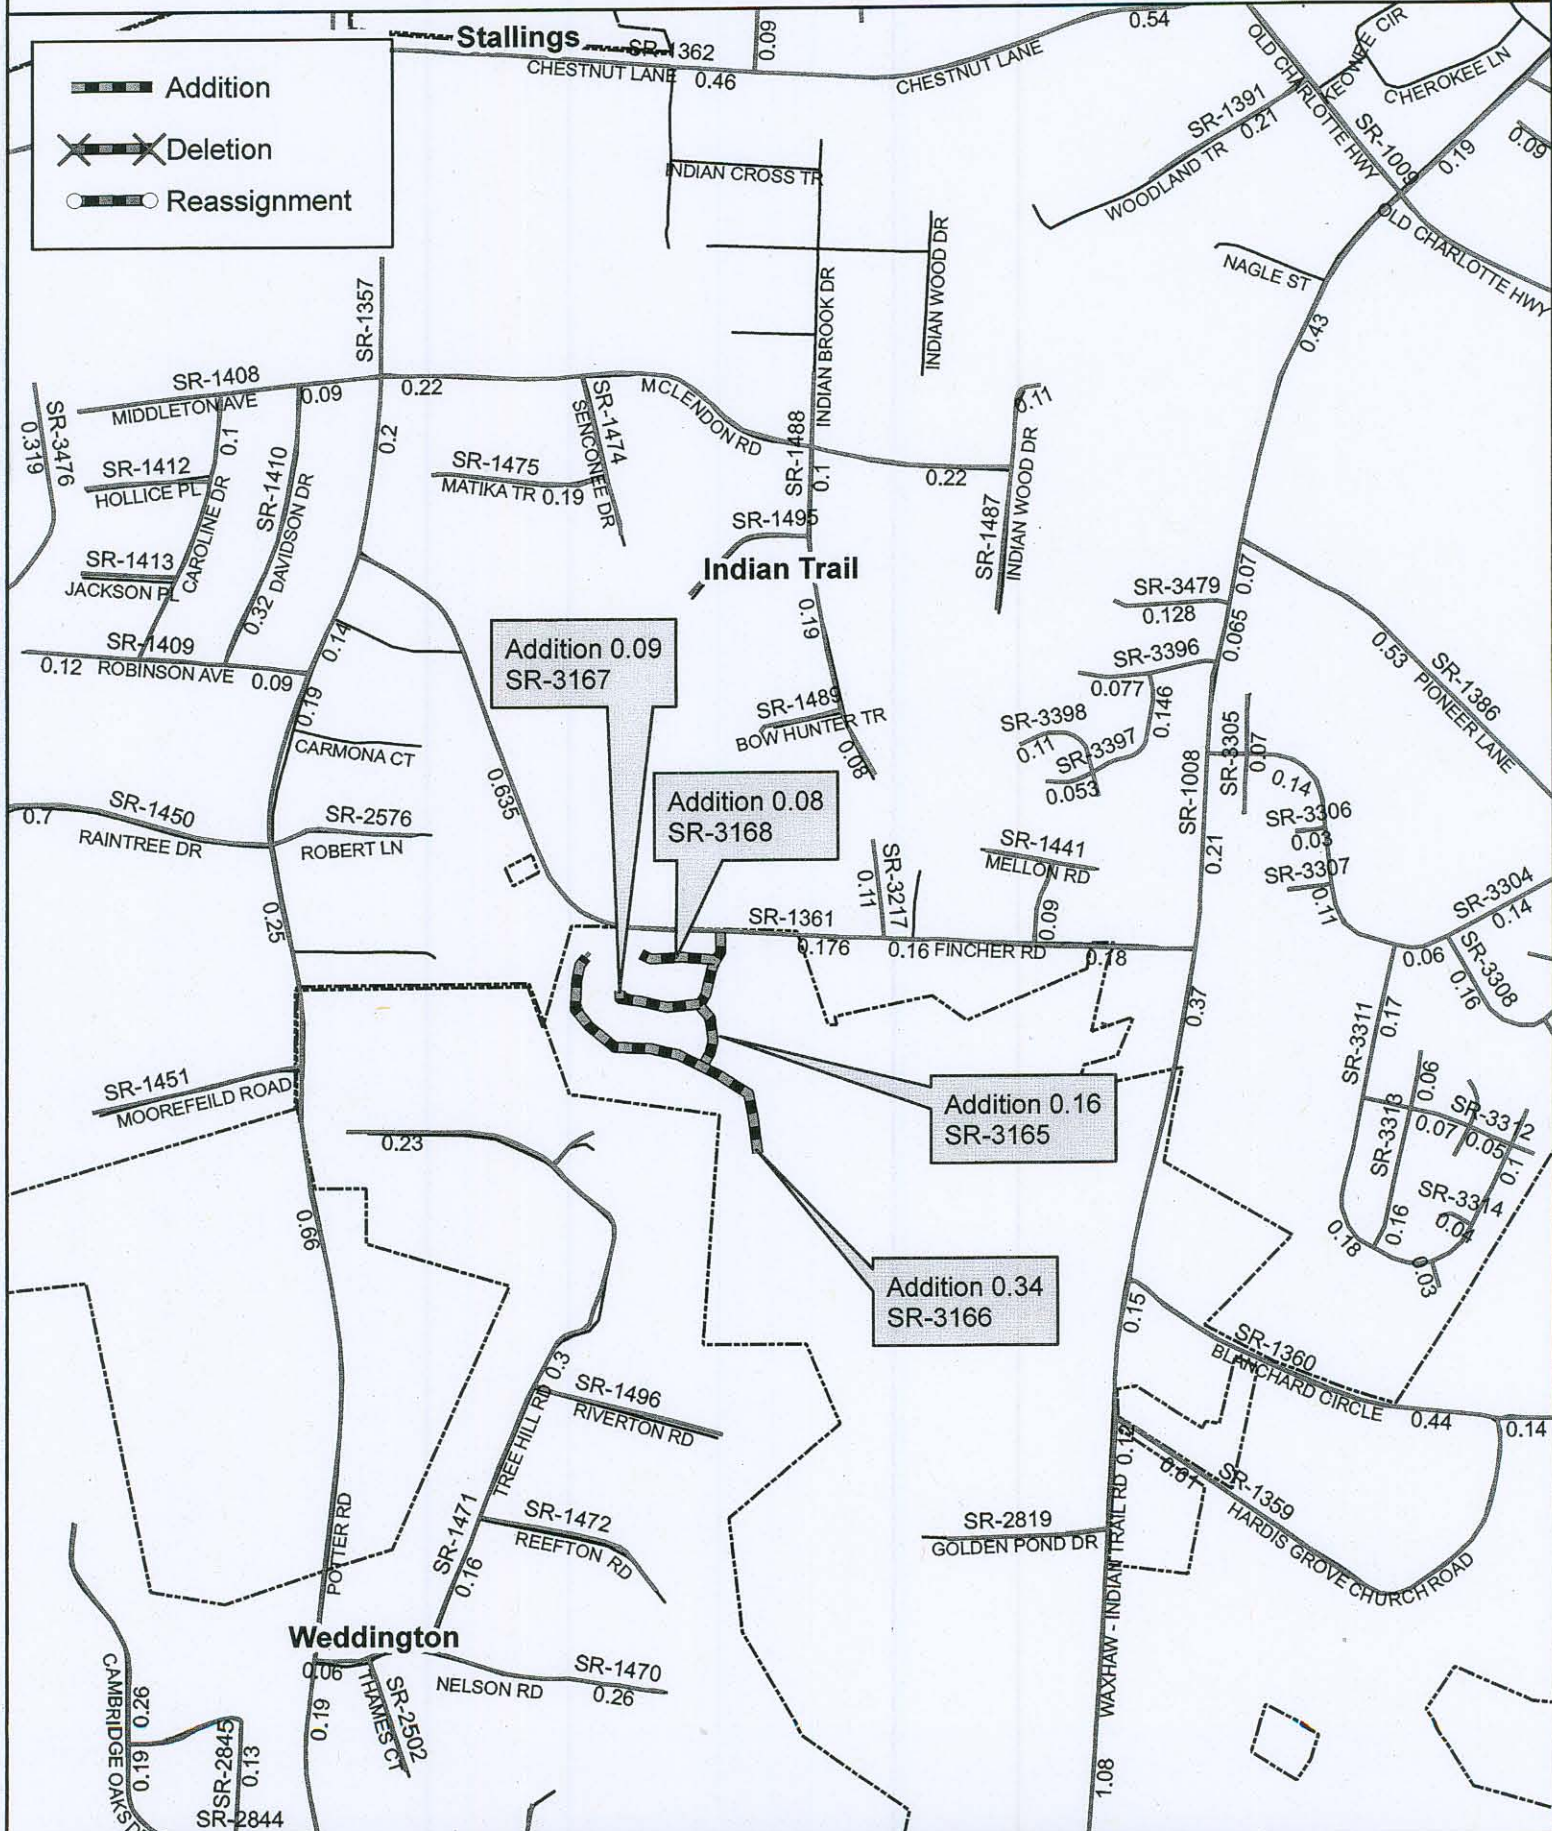 Stallings
SR-1362
CHESTNUT LANE
0.46
0.09
CHESTNUT LANE
0.54
OLD CHARLOTTE HWY
KEOWEE CIR
CHEROKEE LN
Addition
Deletion
Reassignment
SR-1391
0.21
WOODLAND TR
SR-1009
0.19
0.09
INDIAN CROSS TR
OLD CHARLOTTE HWY
NAGLE ST
INDIAN WOOD DR
INDIAN BROOK DR
SR-1357
0.43
SR-1408
MIDDLETON AVE
0.09
0.22
MCLENDON RD
SR-1474
SENCONEE DR
SR-3476
0.319
0.1
0.2
SR-1412
HOLLICE PL
SR-1410
DAVIDSON DR
CAROLINE DR
0.32
SR-1475
MATIKA TR
0.19
SR-1488
0.1
0.22
0.11
SR-1487
INDIAN WOOD DR
SR-1495
Indian Trail
SR-1413
JACKSON PL
SR-1409
0.12
ROBINSON AVE
0.09
0.14
0.19
CARMONA CT
Addition 0.09
SR-3167
0.19
SR-1489
BOW HUNTER TR
0.08
SR-3479
0.128
0.07
0.065
SR-3396
0.077
0.146
SR-3398
0.11
SR-3397
0.053
0.53
SR-1386
PIONEER LANE
SR-3305
0.07
0.14
SR-1008
0.21
SR-3306
0.03
SR-3307
0.11
0.7
SR-1450
RAINTREE DR
SR-2576
ROBERT LN
0.635
Addition 0.08
SR-3168
SR-1441
MELLON RD
0.09
SR-3217
0.11
SR-3304
0.14
0.25
SR-1361
0.176
0.16
FINCHER RD
0.18
0.06
SR-3308
0.16
0.37
SR-3311
0.17
SR-1451
MOOREFEILD ROAD
Addition 0.16
SR-3165
0.06
SR-3313
0.07
SR-3312
0.05
0.1
SR-3314
0.04
0.16
0.18
0.03
0.23
0.66
Addition 0.34
SR-3166
0.15
SR-1360
BLANCHARD CIRCLE
0.44
0.14
0.3
SR-1496
RIVERTON RD
TREE HILL RD
SR-1471
0.16
SR-1472
REEFTON RD
SR-1359
HARDIS GROVE CHURCH ROAD
SR-2819
GOLDEN POND DR
WAXHAW - INDIAN TRAIL RD
POTTER RD
Weddington
0.06
SR-2502
THAMES CT
NELSON RD
SR-1470
0.26
CAMBRIDGE OAKS
0.26
0.19
SR-2845
0.13
SR-2844
0.19
1.08